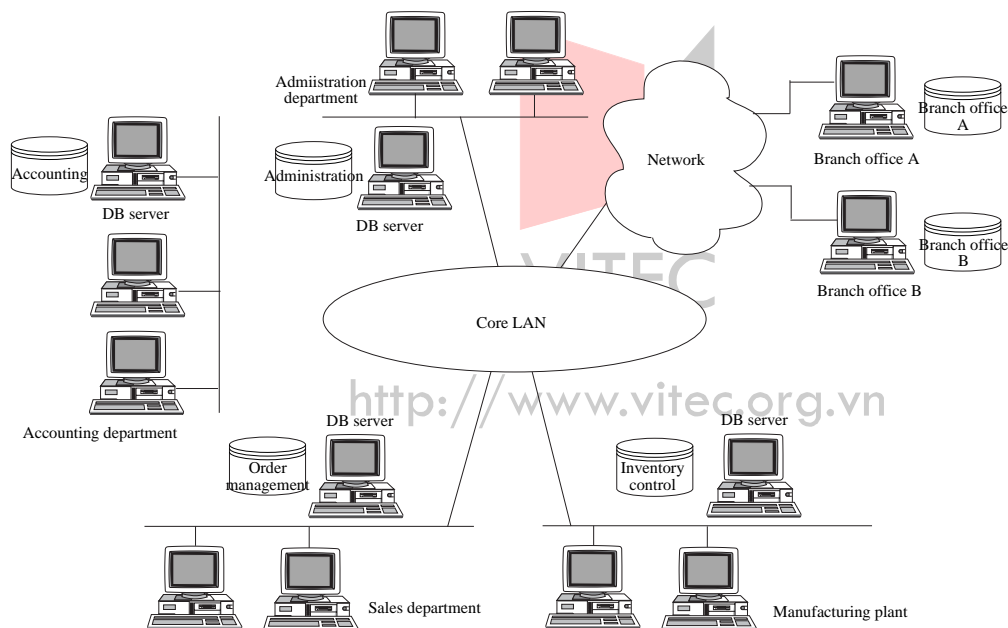 Admiistration
department
Network
Branch office
A
Branch office A
Accounting
DB server
Administration
DB server
Branch office
B
Branch office B
VITEC
Core LAN
http://www.vitec.org.vn
Accounting department
DB server
Order
management
DB server
Inventory
control
Sales department
Manufacturing plant